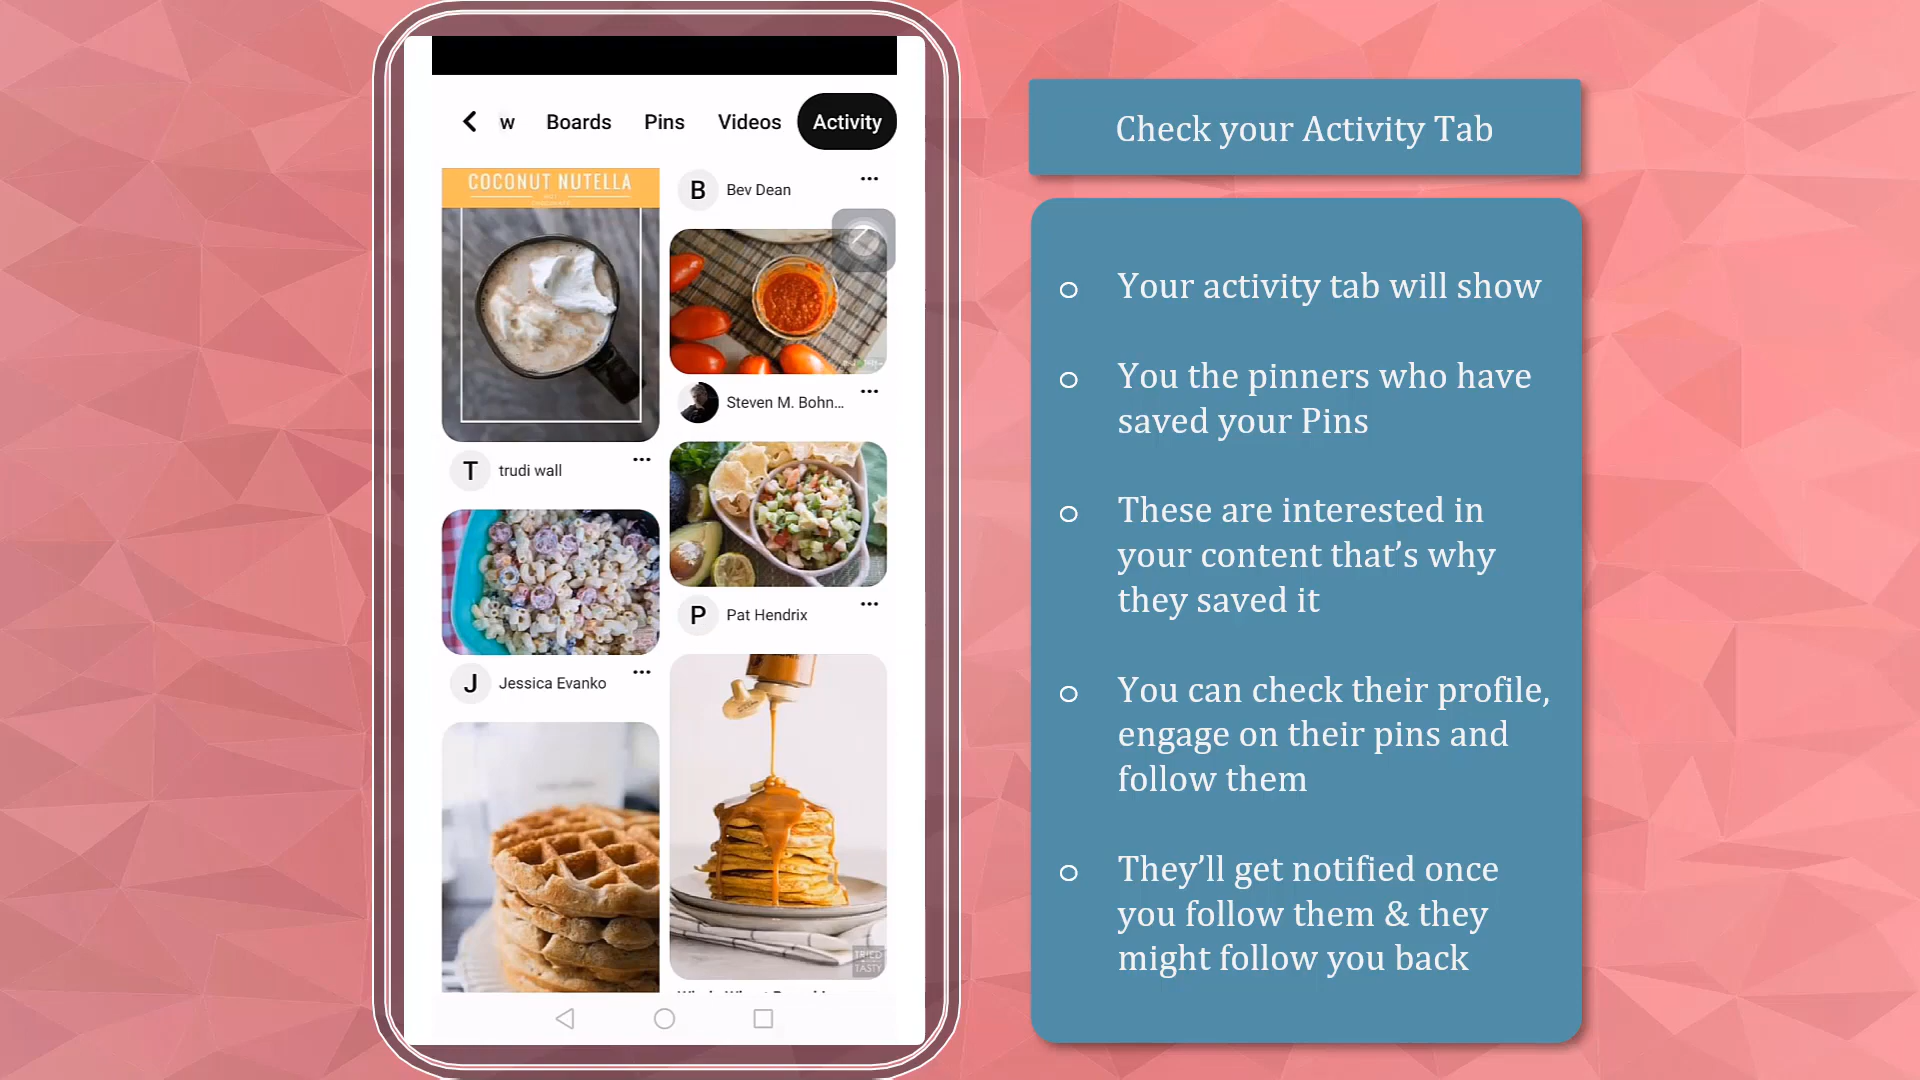 w Boards Pins Videos Activity
COCONUT NUTELLA
trudi wall
J Jessica Evanko
B Bev Dean
Steven M. Bohn...
P Pat Hendrix
T
TRIED
TASTY
Check your Activity Tab
o Your activity tab will show
o You the pinners who have
saved your Pins
o These are interested in
your content that’s why
they saved it
o You can check their profile,
engage on their pins and
follow them
o They’ll get notified once
you follow them & they
might follow you back